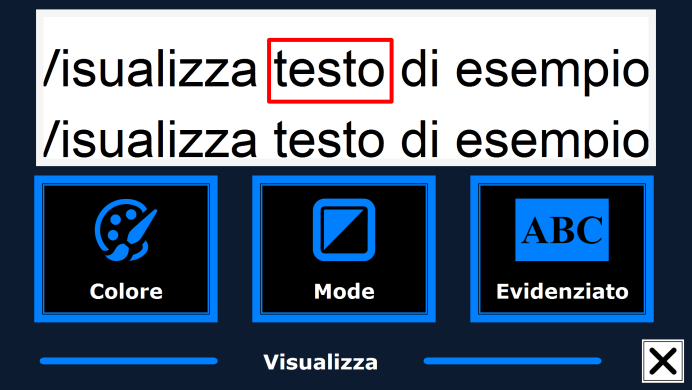 /isualizza testo di esempio
/isualizza testo di esempio
ABC
Colore
Mode
Evidenziato
Visualizza